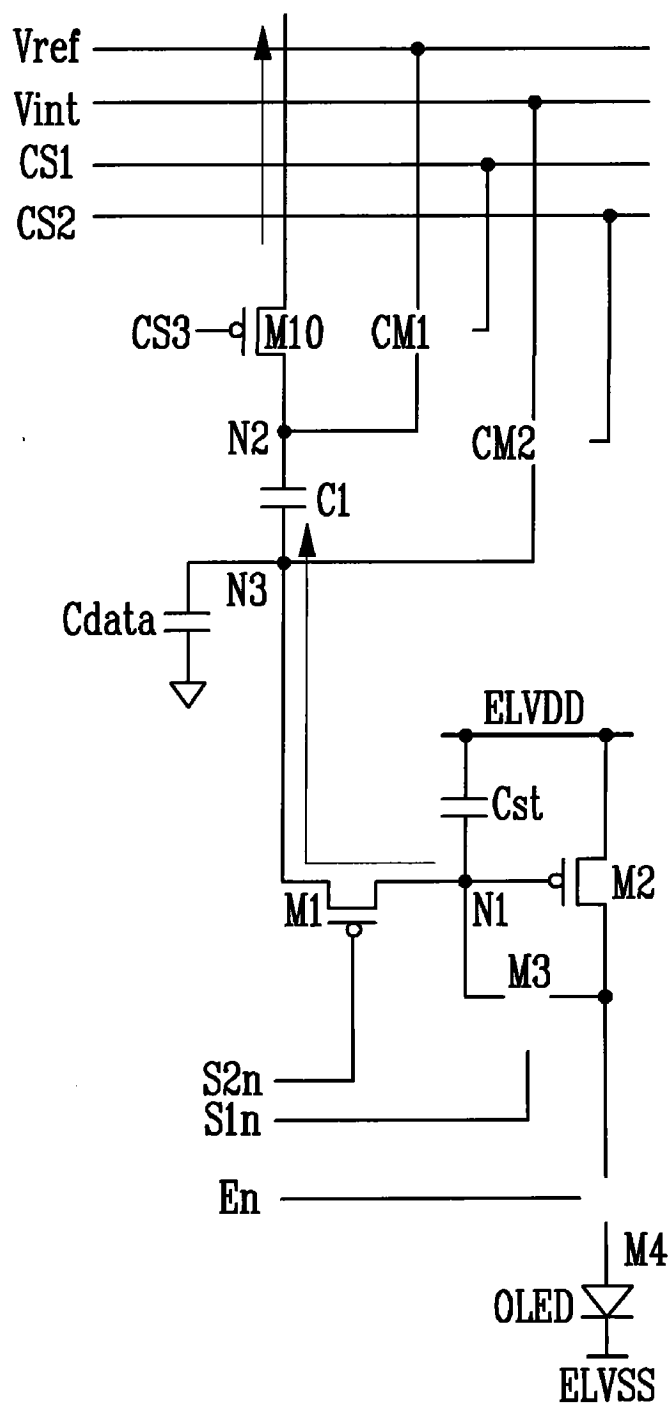 Vref
Vint
CS1
CS2
CS3
M10
CM1
N2
CM2
C1
N3
Cdata
ELVDD
Cst
M1
N1
M2
M3
S2n
S1n
En
M4
OLED
ELVSS